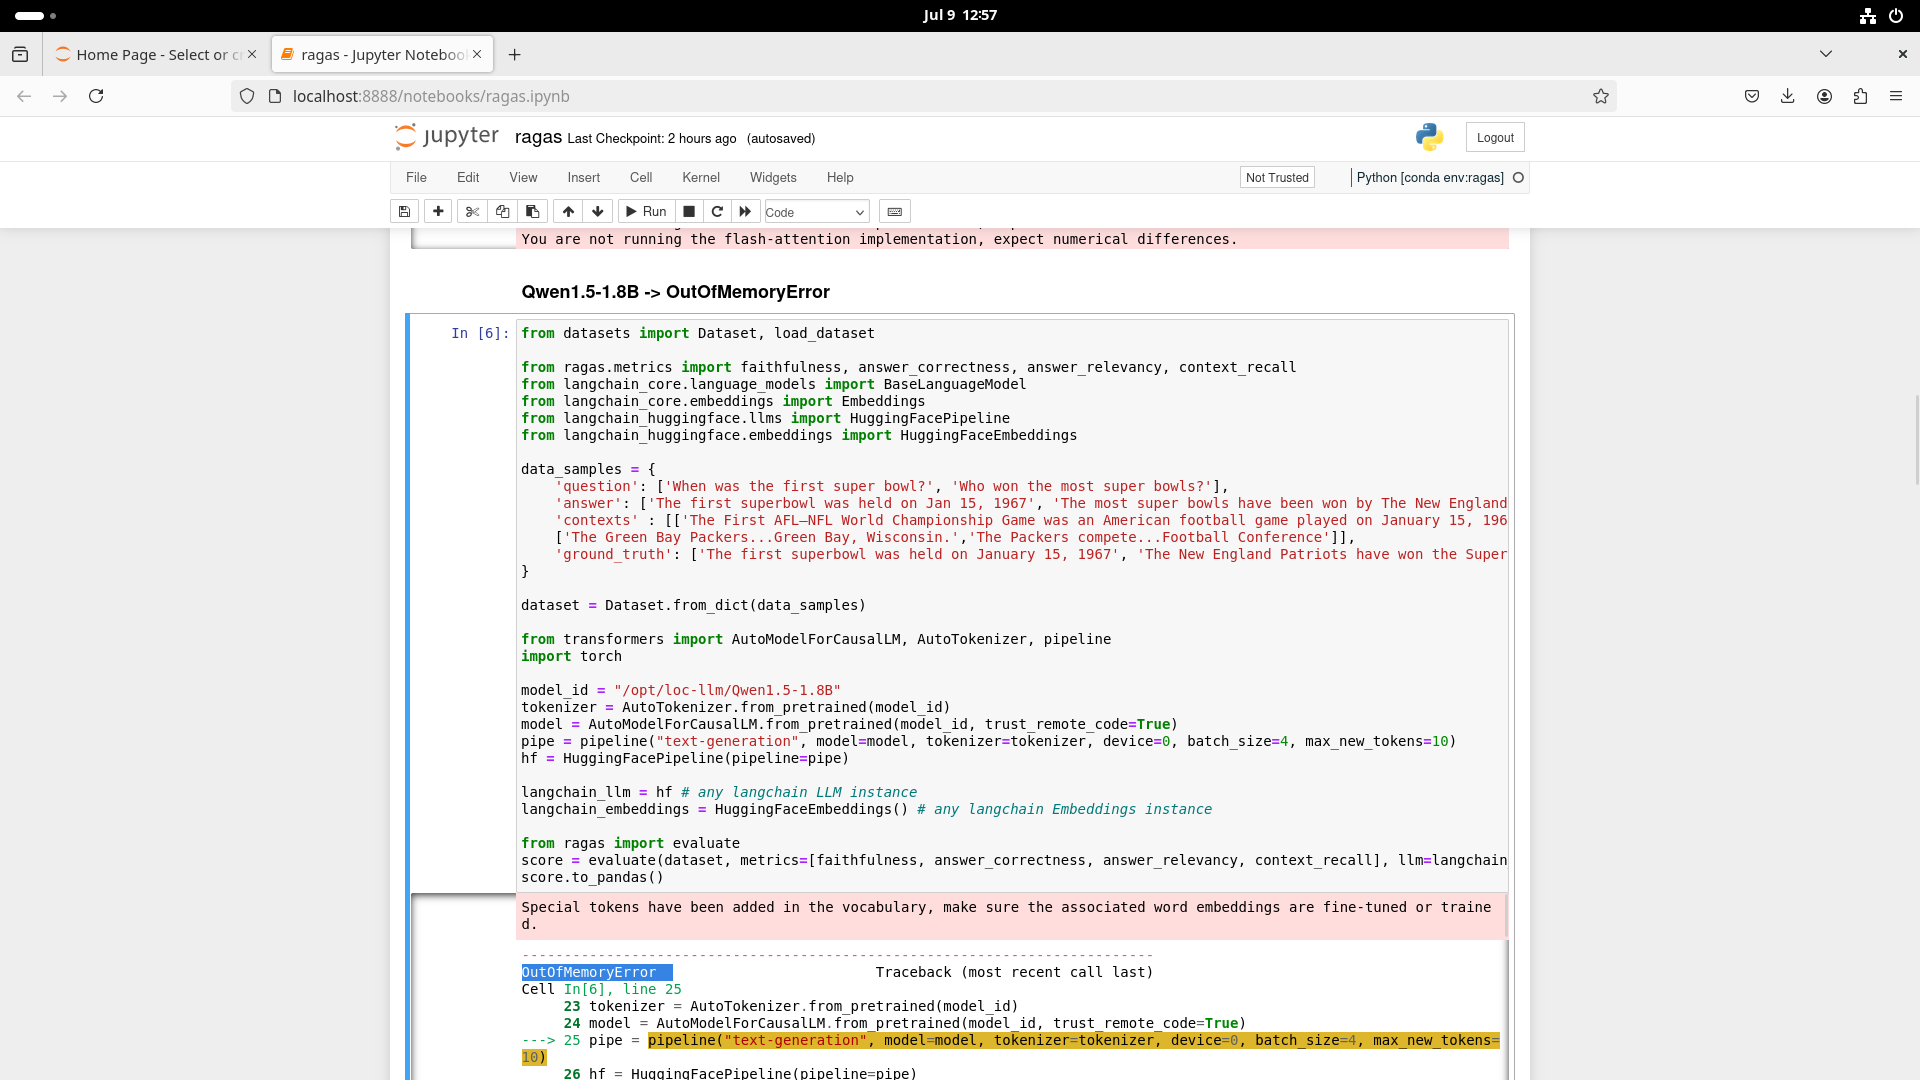 Jul 9 12:57
Home Page - Select or cr
ragas - Jupyter Notebook
localhost:8888/notebooks/ragas.ipynb
jupyter ragas Last Checkpoint: 2 hours ago (autosaved)
Logout
File Edit View Insert Cell Kernel Widgets Help
Not Trusted
Python [conda env:ragas]
Run
Code
You are not running the flash-attention implementation, expect numerical differences.
Qwen1.5-1.8B -> OutOfMemoryError
In [6]:
from datasets import Dataset, load_dataset
from ragas.metrics import faithfulness, answer_correctness, answer_relevancy, context_recall
from langchain_core.language_models import BaseLanguageModel
from langchain_core.embeddings import Embeddings
from langchain_huggingface.llms import HuggingFacePipeline
from langchain_huggingface.embeddings import HuggingFaceEmbeddings
data_samples = {
'question': ['When was the first super bowl?', 'Who won the most super bowls?'],
'answer': ['The first superbowl was held on Jan 15, 1967', 'The most super bowls have been won by The New England
'contexts' : [['The First AFL–NFL World Championship Game was an American football game played on January 15, 196
['The Green Bay Packers...Green Bay, Wisconsin.','The Packers compete...Football Conference']],
'ground_truth': ['The first superbowl was held on January 15, 1967', 'The New England Patriots have won the Super
}
dataset = Dataset.from_dict(data_samples)
from transformers import AutoModelForCausalLM, AutoTokenizer, pipeline
import torch
model_id = "/opt/loc-llm/Qwen1.5-1.8B"
tokenizer = AutoTokenizer.from_pretrained(model_id)
model = AutoModelForCausalLM.from_pretrained(model_id, trust_remote_code=True)
pipe = pipeline("text-generation", model=model, tokenizer=tokenizer, device=0, batch_size=4, max_new_tokens=10)
hf = HuggingFacePipeline(pipeline=pipe)
langchain_llm = hf # any langchain LLM instance
langchain_embeddings = HuggingFaceEmbeddings() # any langchain Embeddings instance
from ragas import evaluate
score = evaluate(dataset, metrics=[faithfulness, answer_correctness, answer_relevancy, context_recall], llm=langchain
score.to_pandas()
Special tokens have been added in the vocabulary, make sure the associated word embeddings are fine-tuned or traine
d.
---------------------------------------------------------------------------
OutOfMemoryError Traceback (most recent call last)
Cell In[6], line 25
23 tokenizer = AutoTokenizer.from_pretrained(model_id)
24 model = AutoModelForCausalLM.from_pretrained(model_id, trust_remote_code=True)
---> 25 pipe = pipeline("text-generation", model=model, tokenizer=tokenizer, device=0, batch_size=4, max_new_tokens=
10)
26 hf = HuggingFacePipeline(pipeline=pipe)